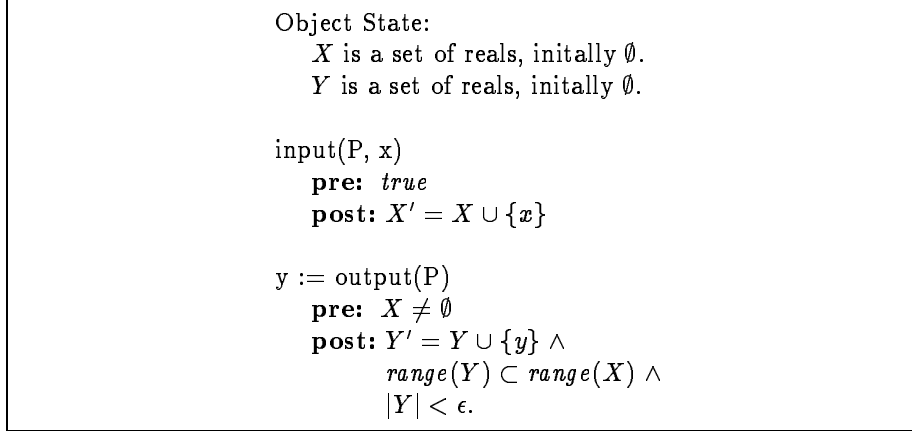 Object State:
X is a set of reals, initally ∅.
Y is a set of reals, initally ∅.
input(P, x)
pre: true
post: X′ = X ∪ {x}
y := output(P)
pre: X ≠ ∅
post: Y′ = Y ∪ {y} ∧
range(Y) ⊂ range(X) ∧
|Y| < ϵ.